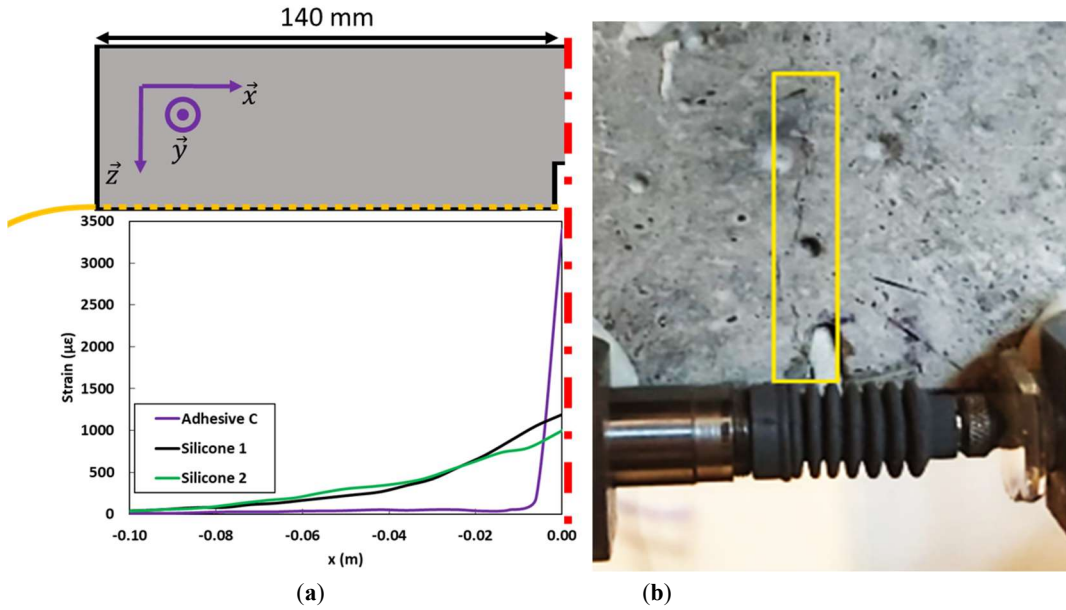 140 mm
x
y
z
3500
3000
2500
2000
1500
1000
500
0
Strain (µε)
Adhesive C
Silicone 1
Silicone 2
-0.10
-0.08
-0.06
-0.04
-0.02
0.00
x (m)
(a)
(b)